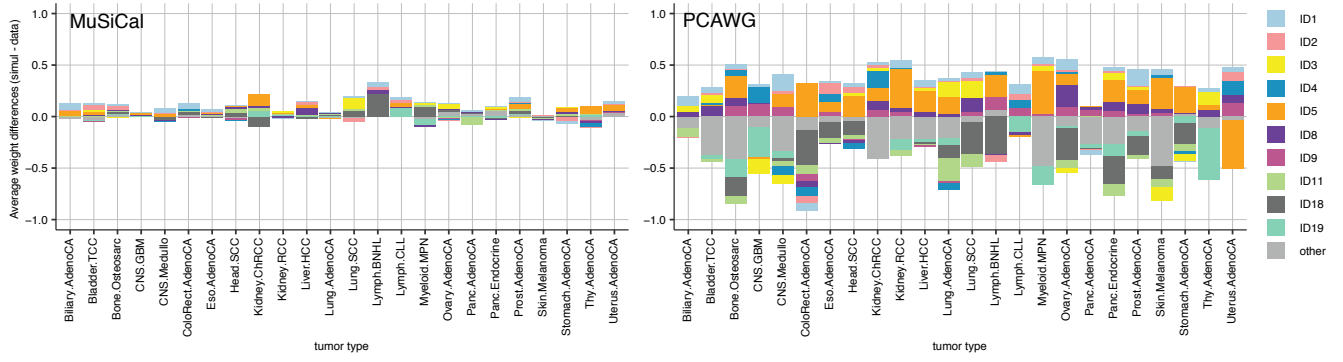 MuSiCal
PCAWG
Average weight differences (simul - data)
1.0
0.5
0.0
−0.5
−1.0
Biliary.AdenoCA
Bladder.TCC
Bone.Osteosarc
CNS.GBM
CNS.Medullo
ColoRect.AdenoCA
Eso.AdenoCA
Head.SCC
Kidney.ChRCC
Kidney.RCC
Liver.HCC
Lung.AdenoCA
Lung.SCC
Lymph.BNHL
Lymph.CLL
Myeloid.MPN
Ovary.AdenoCA
Panc.AdenoCA
Panc.Endocrine
Prost.AdenoCA
Skin.Melanoma
Stomach.AdenoCA
Thy.AdenoCA
Uterus.AdenoCA
tumor type
1.0
0.5
0.0
−0.5
−1.0
Biliary.AdenoCA
Bladder.TCC
Bone.Osteosarc
CNS.GBM
CNS.Medullo
ColoRect.AdenoCA
Eso.AdenoCA
Head.SCC
Kidney.ChRCC
Kidney.RCC
Liver.HCC
Lung.AdenoCA
Lung.SCC
Lymph.BNHL
Lymph.CLL
Myeloid.MPN
Ovary.AdenoCA
Panc.AdenoCA
Panc.Endocrine
Prost.AdenoCA
Skin.Melanoma
Stomach.AdenoCA
Thy.AdenoCA
Uterus.AdenoCA
tumor type
ID1
ID2
ID3
ID4
ID5
ID8
ID9
ID11
ID18
ID19
other